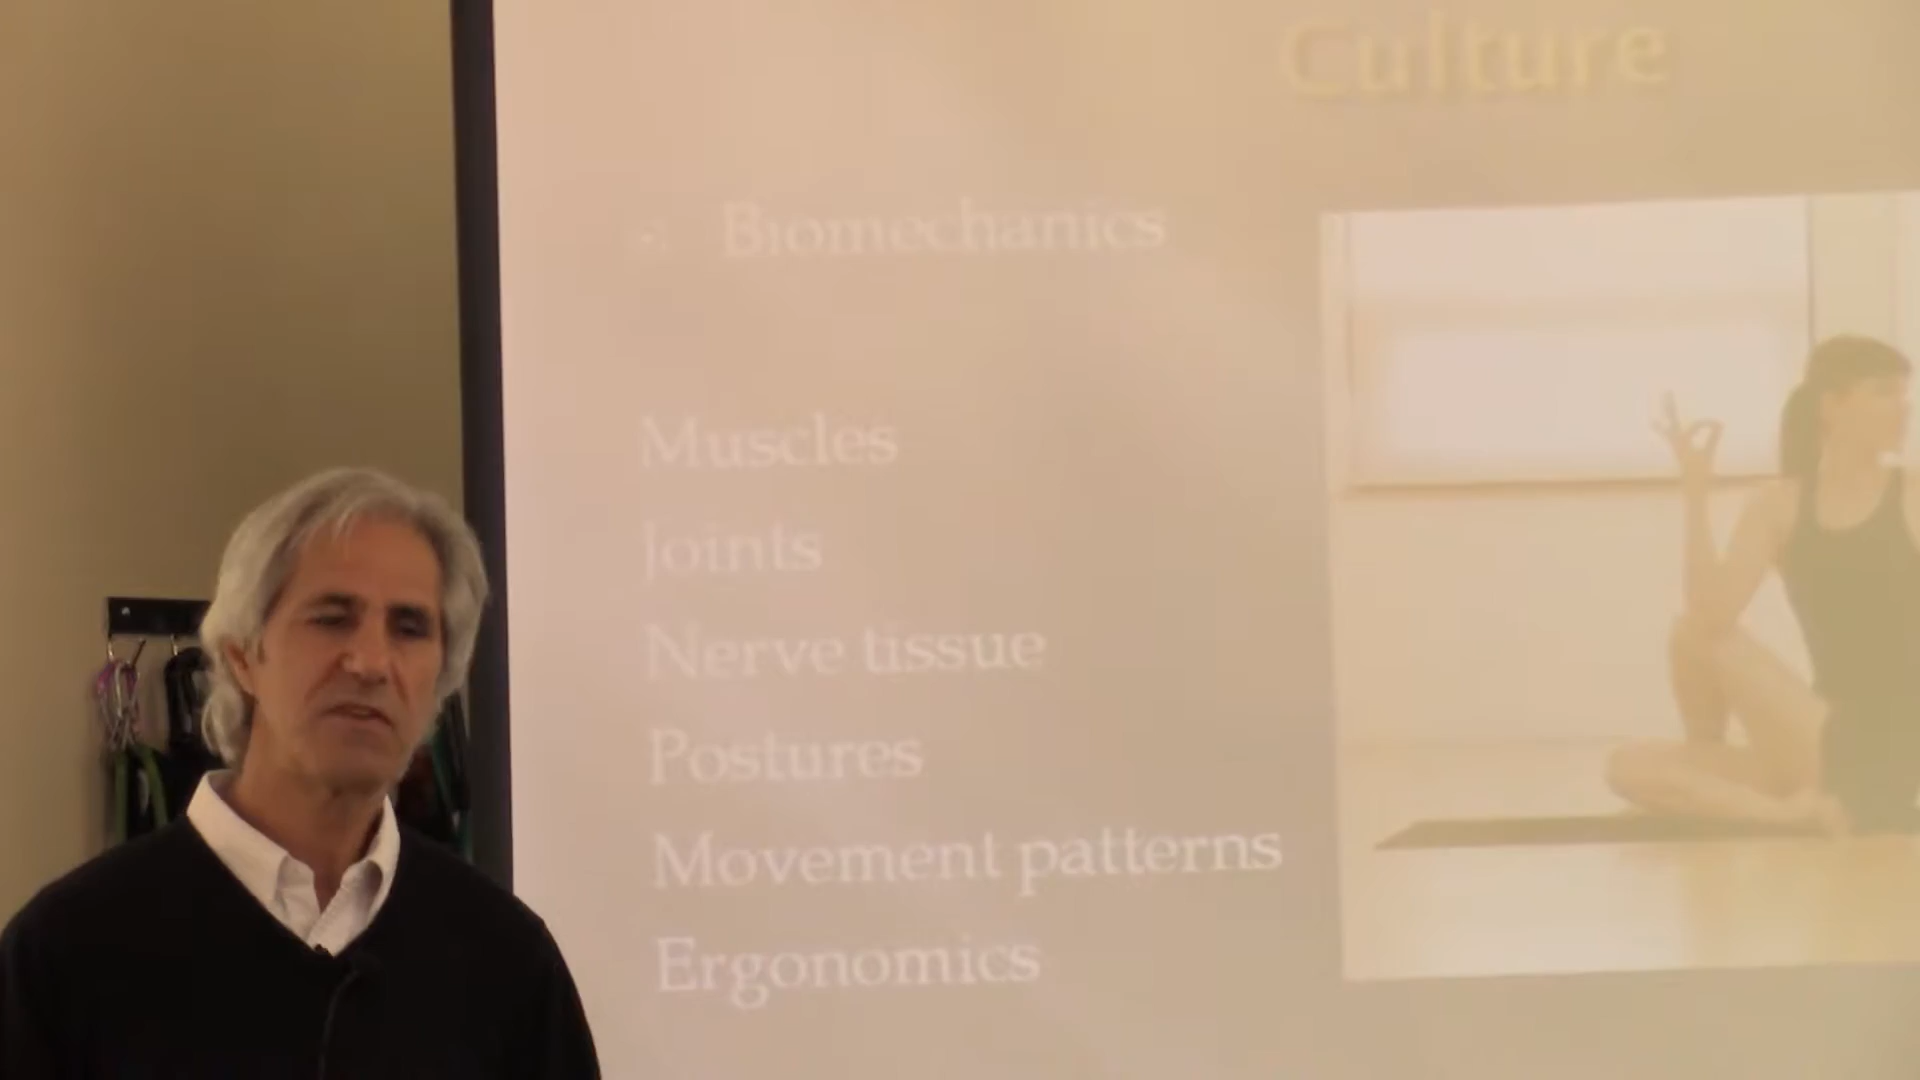 Culture
Biomechanics
Muscles
Joints
Nerve tissue
Postures
Movement patterns
Ergonomics